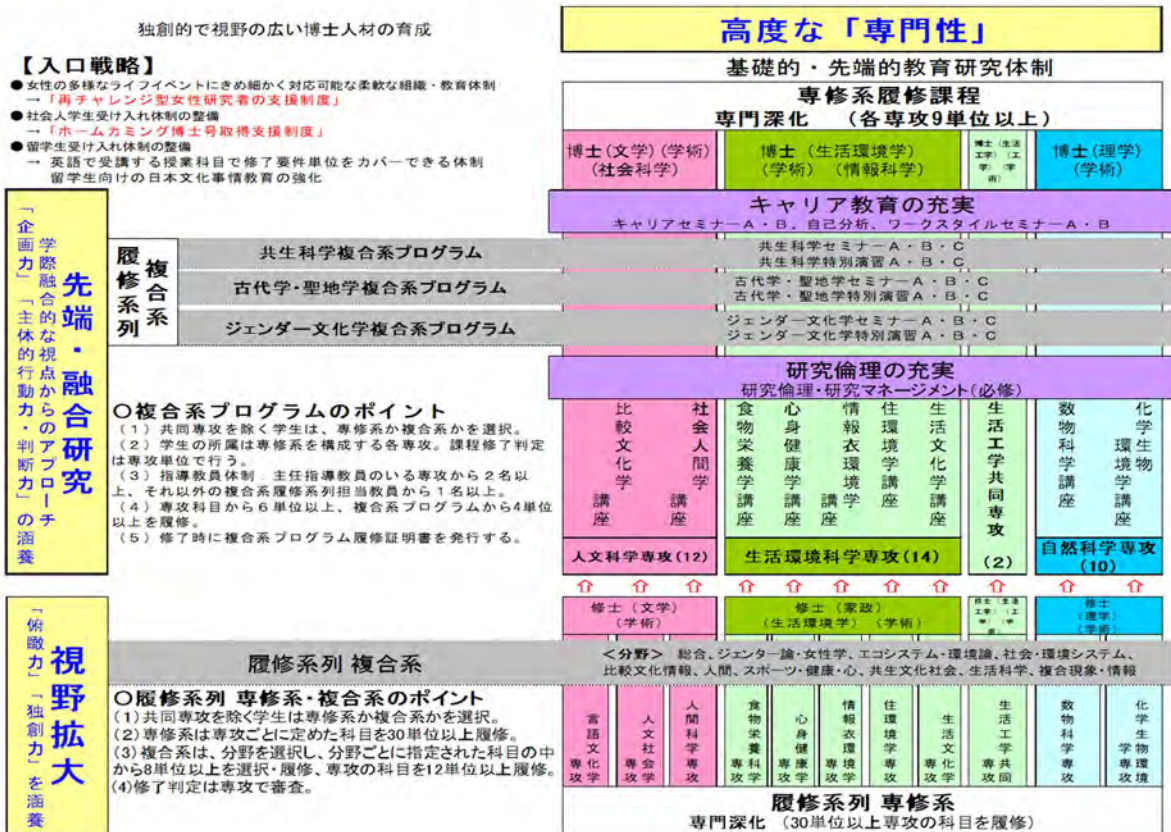 独創的で視野の広い博士人材の育成
【入口戦略】
●女性の多様なライフイベントにきめ細かく対応可能な柔軟な組織・教育体制
→「再チャレンジ型女性研究者の支援制度」
●社会人学生受け入れ体制の整備
→「ホームカミング博士号取得支援制度」
●留学生受け入れ体制の整備
→ 英語で受講する授業科目で修了要件単位をカバーできる体制
留学生向けの日本文化事情教育の強化
高度な「専門性」
基礎的・先端的教育研究体制
専修系履修課程
専門深化 （各専攻9単位以上）
博士(文学)(学術)
(社会科学)
博士（生活環境学）
(学術)（情報科学）
博士（生活
工学）（工
学）（学
術）
博士(理学)
(学術)
キャリア教育の充実
キャリアセミナーA・B、自己分析、ワークスタイルセミナーA・B
「企画力」「主体的行動力・判断力」の涵養
学際融合的な視点からのアプローチ
先端・融合研究
履修系列
複合系
共生科学複合系プログラム
共生科学セミナーA・B・C
共生科学特別演習A・B・C
古代学・聖地学複合系プログラム
古代学・聖地学セミナーA・B・C
古代学・聖地学特別演習A・B・C
ジェンダー文化学複合系プログラム
ジェンダー文化学セミナーA・B・C
ジェンダー文化学特別演習A・B・C
研究倫理の充実
研究倫理・研究マネージメント(必修)
○複合系プログラムのポイント
（1）共同専攻を除く学生は、専修系か複合系かを選択。
（2）学生の所属は専修系を構成する各専攻。課程修了判定
は専攻単位で行う。
（3）指導教員体制 主任指導教員のいる専攻から2名以
上、それ以外の複合系履修系列担当教員から1名以上。
（4）専攻科目から6単位以上、複合系プログラムから4単位
以上を履修。
（5）修了時に複合系プログラム履修証明書を発行する。
比較文化学講座
社会人間学講座
食物栄養学講座
心身健康学講座
情報衣環境学講座
住環境学講座
生活文化学講座
生活工学共同専攻
(2)
数物科学講座
化学生物環境学講座
人文科学専攻(12)
生活環境科学専攻(14)
自然科学専攻
(10)
⇧ ⇧ ⇧ ⇧ ⇧ ⇧ ⇧ ⇧ ⇧ ⇧ ⇧
修士（文学）
（学術）
修士（家政）
（生活環境学）（学術）
修士（生活
工学）（工
学）（学
術）
修士
（理学）
（学術）
「俯瞰力」「独創力」を涵養
視野拡大
履修系列 複合系
＜分野＞ 総合、ジェンダー論・女性学、エコシステム・環境論、社会・環境システム、
比較文化情報、人間、スポーツ・健康・心、共生文化社会、生活科学、複合現象・情報
○履修系列 専修系・複合系のポイント
(1)共同専攻を除く学生は専修系か複合系かを選択。
(2)専修系は専攻ごとに定めた科目を30単位以上履修。
(3)複合系は、分野を選択し、分野ごとに指定された科目の中
から8単位以上を選択・履修、専攻の科目を12単位以上履修。
(4)修了判定は専攻で審査。
言語文化学専攻
人文社会学専攻
人間科学専攻
食物栄養科学専攻
心身健康学専攻
情報衣環境学専攻
住環境学専攻
生活文化学専攻
生活工学共同専攻
数物科学専攻
化学生物環境学専攻
履修系列 専修系
専門深化 （30単位以上専攻の科目を履修）